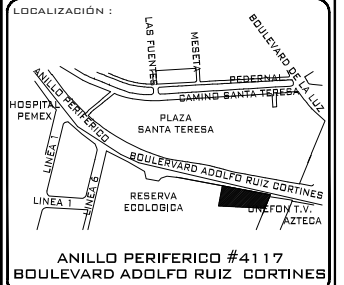 LOCALIZACIÓN :
LAS FUENTES
MESETA
BOULEVARD DE LA LUZ
PEDERNAL
CAMINO SANTA TERESA
ANILLO PERIFERICO
HOSPITAL
PEMEX
PLAZA
SANTA TERESA
LINEA 1
LINEA 6
BOULERVARD ADOLFO RUIZ CORTINES
RESERVA
ECOLOGICA
LINEA 1
UNEFON T.V.
AZTECA
ANILLO PERIFERICO #4117
BOULEVARD ADOLFO RUIZ CORTINES